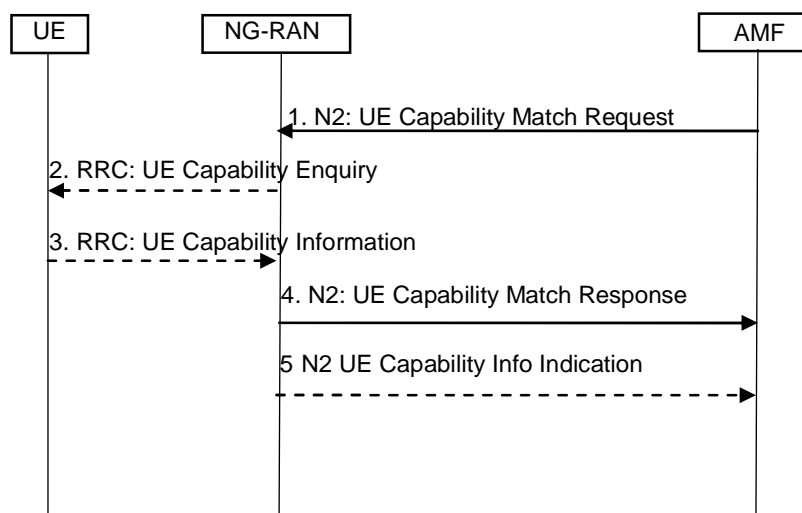 UE
NG-RAN
AMF
1. N2: UE Capability Match Request
2. RRC: UE Capability Enquiry
3. RRC: UE Capability Information
4. N2: UE Capability Match Response
5 N2 UE Capability Info Indication